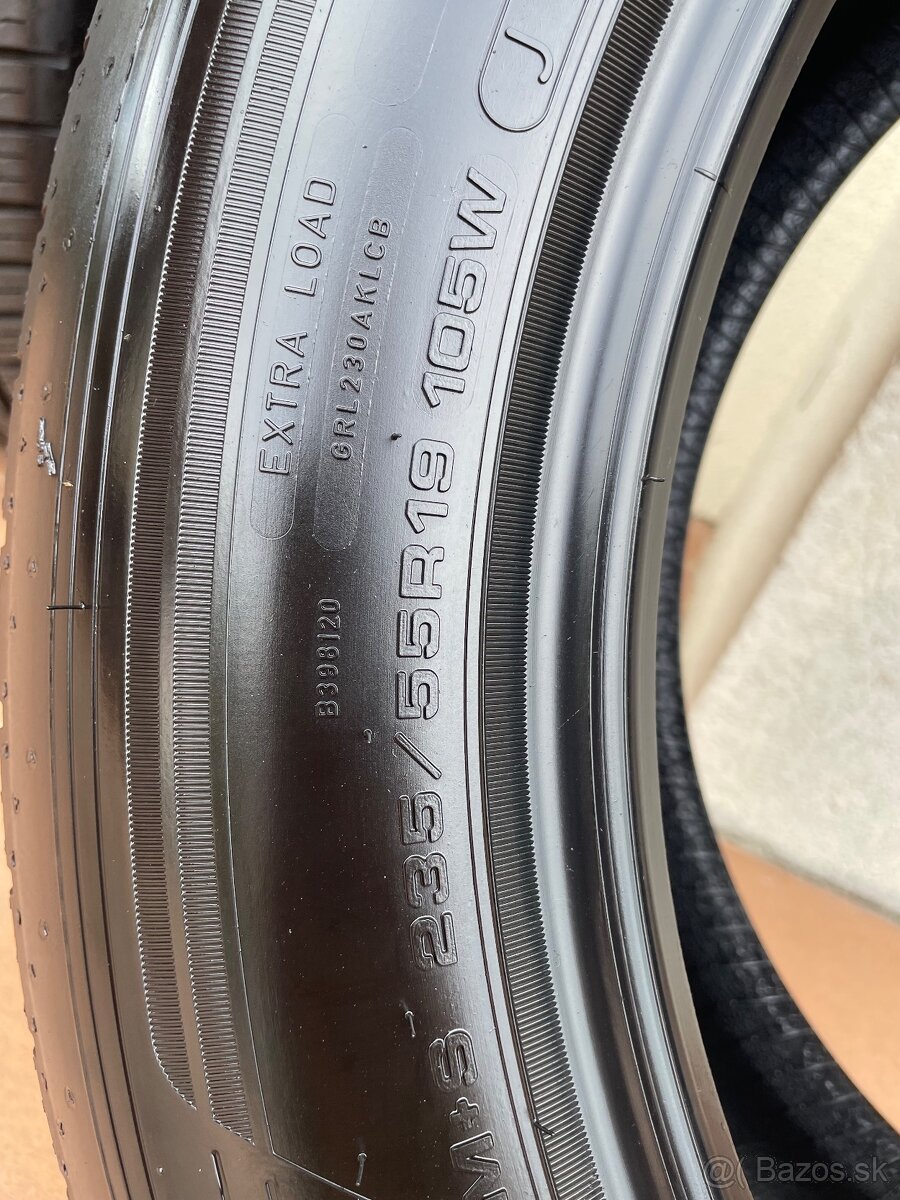 J
EXTRA LOAD
GRL230AKLCB
B398120
M+S 235/55R19 105W
@( Bazos.sk